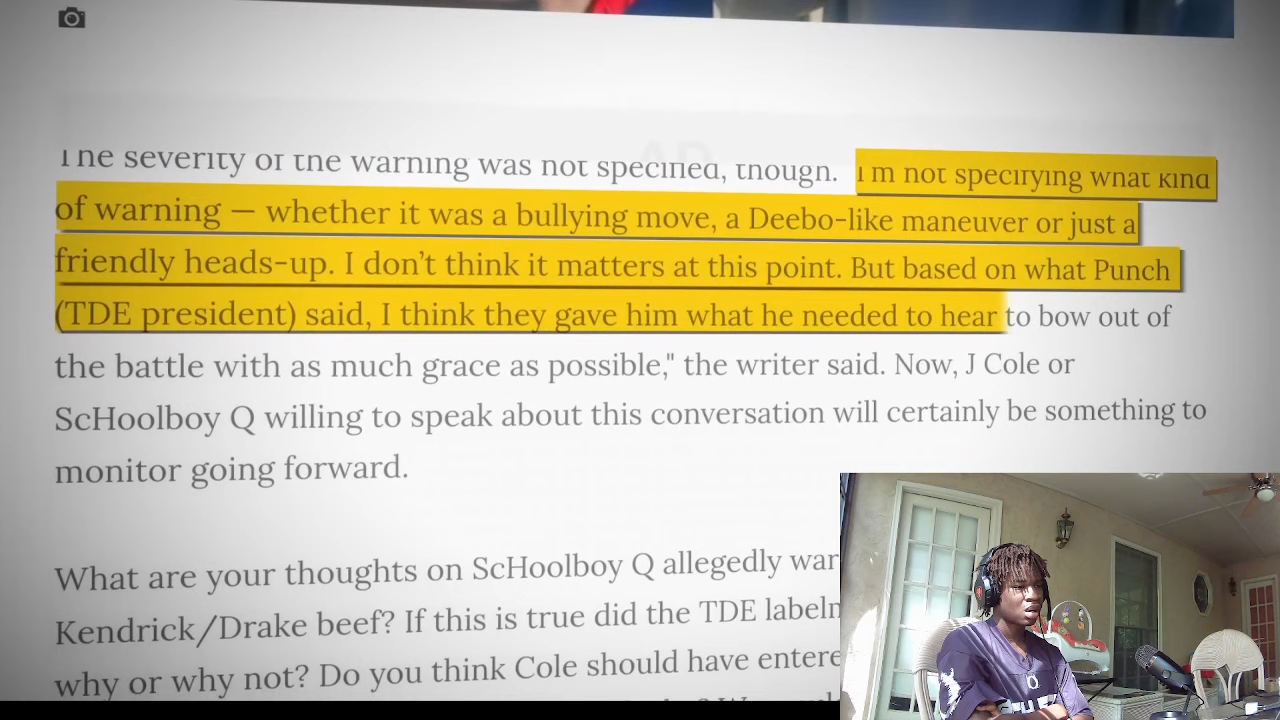 The severity of the warning was not specified, though. I'm not specifying what kind
of warning — whether it was a bullying move, a Deebo-like maneuver or just a
friendly heads-up. I don't think it matters at this point. But based on what Punch
(TDE president) said, I think they gave him what he needed to hear to bow out of
the battle with as much grace as possible," the writer said. Now, J Cole or
ScHoolboy Q willing to speak about this conversation will certainly be something to
monitor going forward.
What are your thoughts on ScHoolboy Q allegedly
Kendrick/Drake beef? If this is true did the TDE
why or why not? Do you think Cole should have